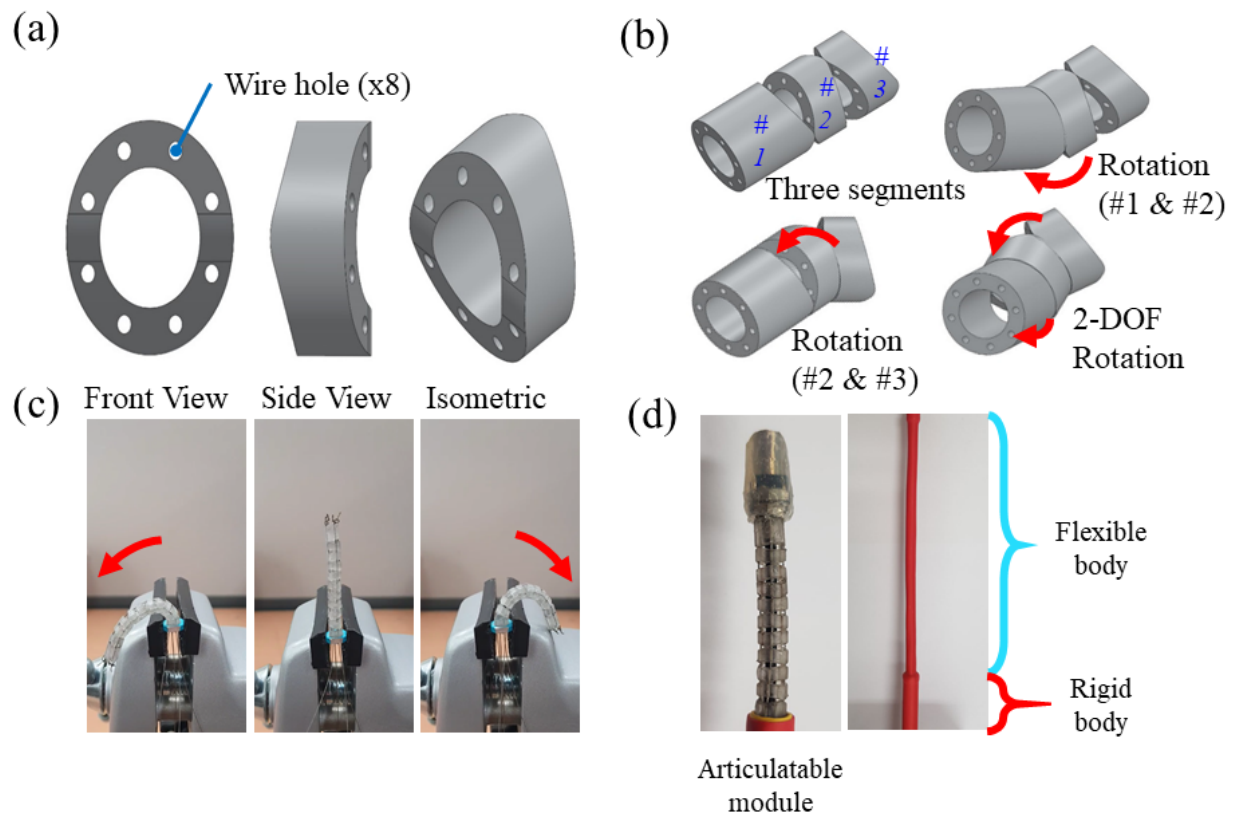 (a)
Wire hole (x8)
(b)
#
1
#
2
#
3
Three segments
Rotation
(#1 & #2)
Rotation
(#2 & #3)
2-DOF
Rotation
(c)
Front View
Side View
Isometric
(d)
Flexible
body
Rigid
body
Articulatable
module